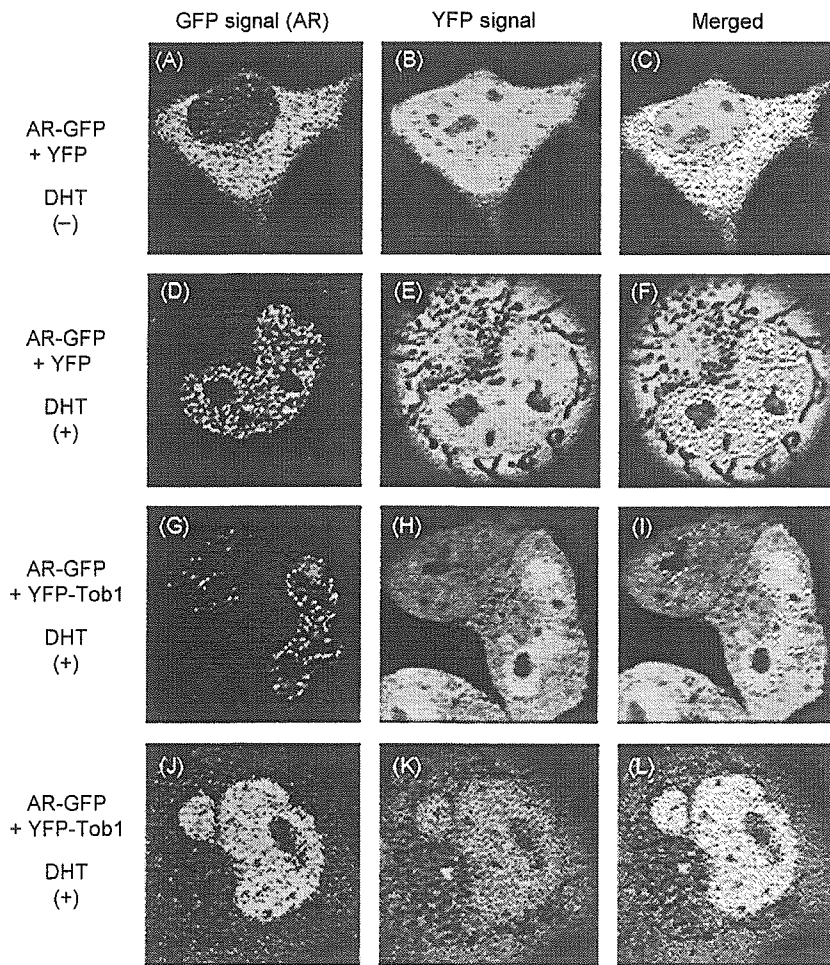 GFP signal (AR) YFP signal Merged
AR-GFP
+ YFP
DHT
(–)
(A) (B) (C)
AR-GFP
+ YFP
DHT
(+)
(D) (E) (F)
AR-GFP
+ YFP-Tob1
DHT
(+)
(G) (H) (I)
AR-GFP
+ YFP-Tob1
DHT
(+)
(J) (K) (L)